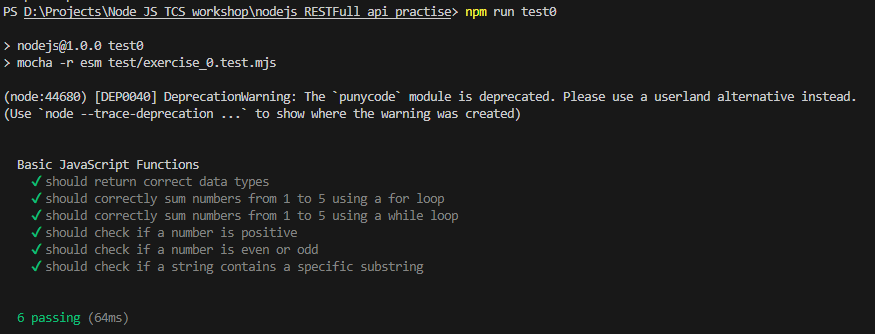 PS D:\Projects\Node JS TCS workshop\nodejs RESTFull api practise> npm run test0
> nodejs@1.0.0 test0
> mocha -r esm test/exercise_0.test.mjs
(node:44680) [DEP0040] DeprecationWarning: The `punycode` module is deprecated. Please use a userland alternative instead.
(Use `node --trace-deprecation ...` to show where the warning was created)
Basic JavaScript Functions
✓ should return correct data types
✓ should correctly sum numbers from 1 to 5 using a for loop
✓ should correctly sum numbers from 1 to 5 using a while loop
✓ should check if a number is positive
✓ should check if a number is even or odd
✓ should check if a string contains a specific substring
6 passing (64ms)